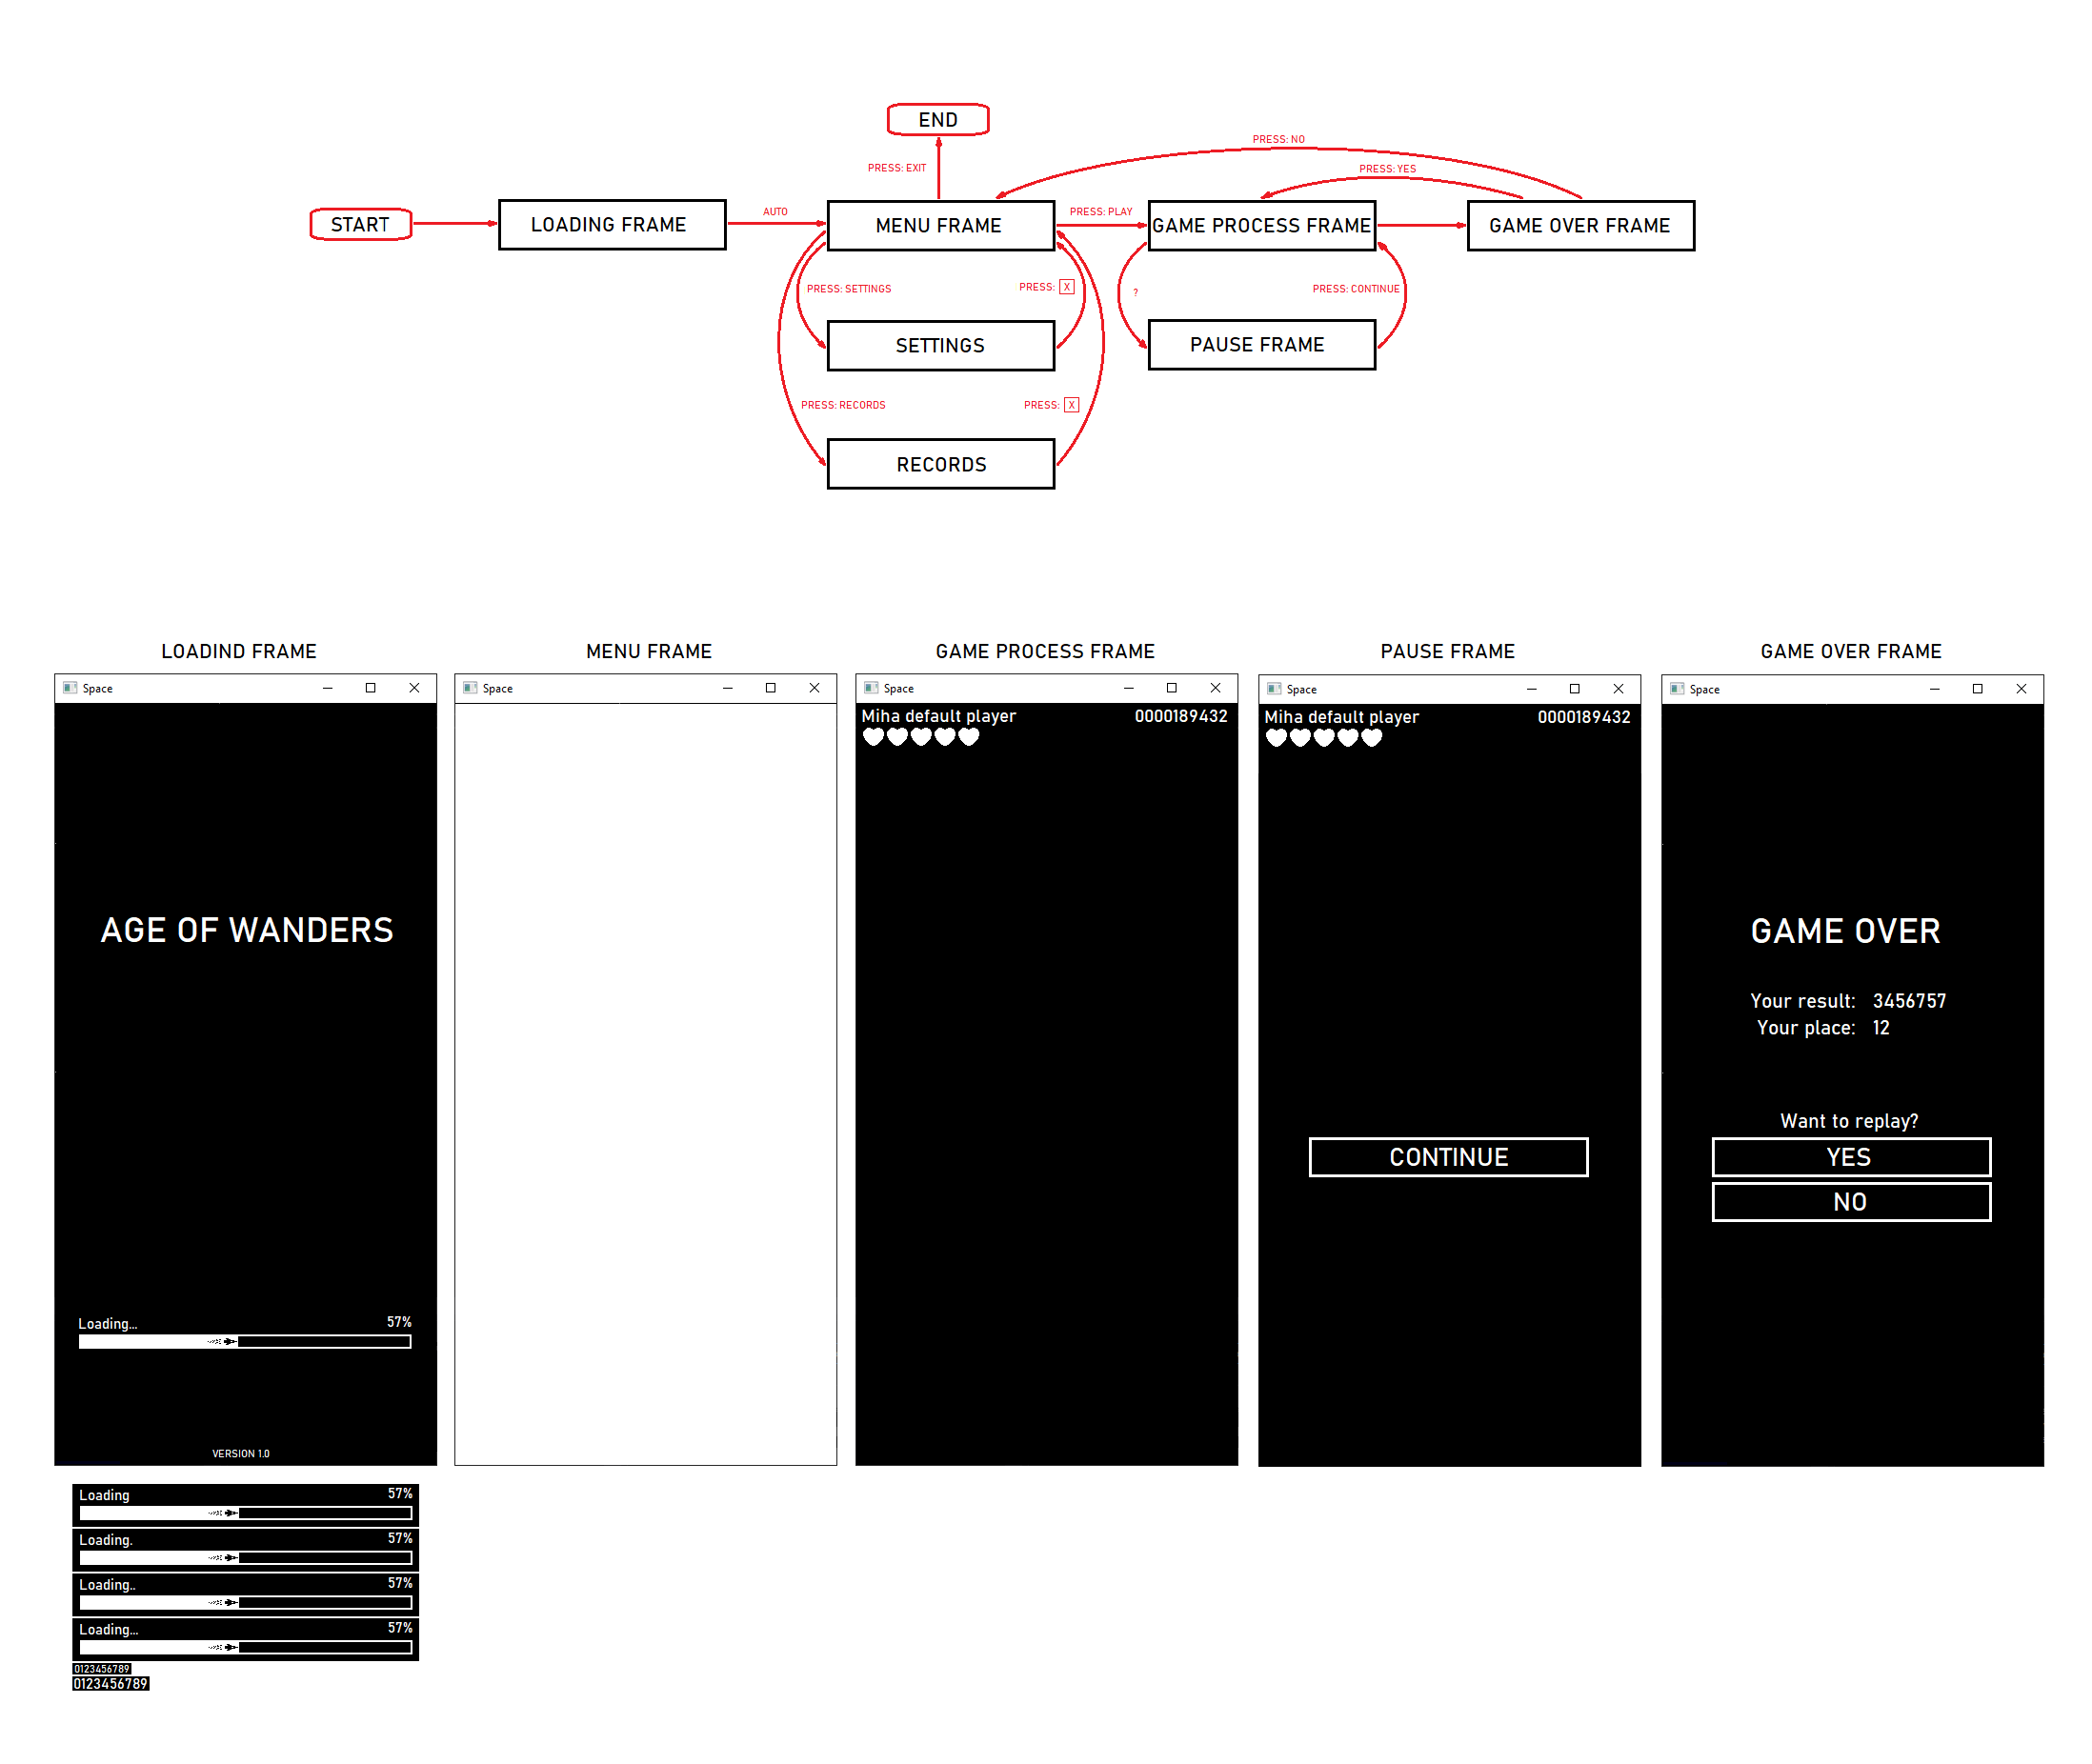 END
PRESS: NO
PRESS: EXIT
PRESS: YES
START
LOADING FRAME
AUTO
MENU FRAME
PRESS: PLAY
GAME PROCESS FRAME
GAME OVER FRAME
PRESS: SETTINGS
PRESS: X
?
PRESS: CONTINUE
SETTINGS
PAUSE FRAME
PRESS: RECORDS
PRESS: X
RECORDS
LOADIND FRAME
MENU FRAME
GAME PROCESS FRAME
PAUSE FRAME
GAME OVER FRAME
Space
Space
Space
Space
Space
Miha default player 0000189432
Miha default player 0000189432
AGE OF WANDERS
GAME OVER
Your result: 3456757
Your place: 12
Want to replay?
CONTINUE
YES
NO
Loading... 57%
VERSION 1.0
Loading 57%
Loading. 57%
Loading.. 57%
Loading... 57%
0123456789
0123456789